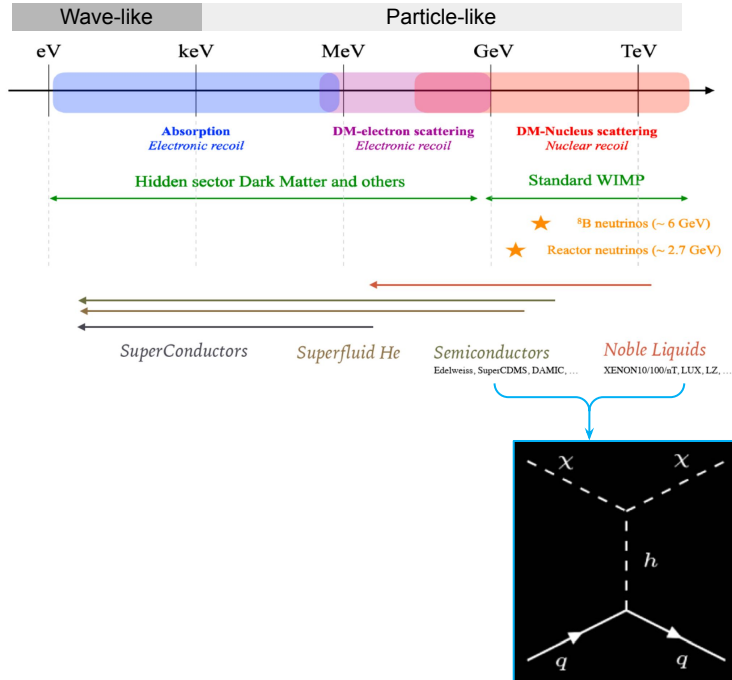 Wave-like
Particle-like
eV keV MeV GeV TeV
Absorption
Electronic recoil
DM-electron scattering
Electronic recoil
DM-Nucleus scattering
Nuclear recoil
Hidden sector Dark Matter and others
Standard WIMP
⁸B neutrinos (~ 6 GeV)
Reactor neutrinos (~ 2.7 GeV)
SuperConductors
Superfluid He
Semiconductors
Edelweiss, SuperCDMS, DAMIC, ...
Noble Liquids
XENON10/100/nT, LUX, LZ, ...
χ χ
h
q q